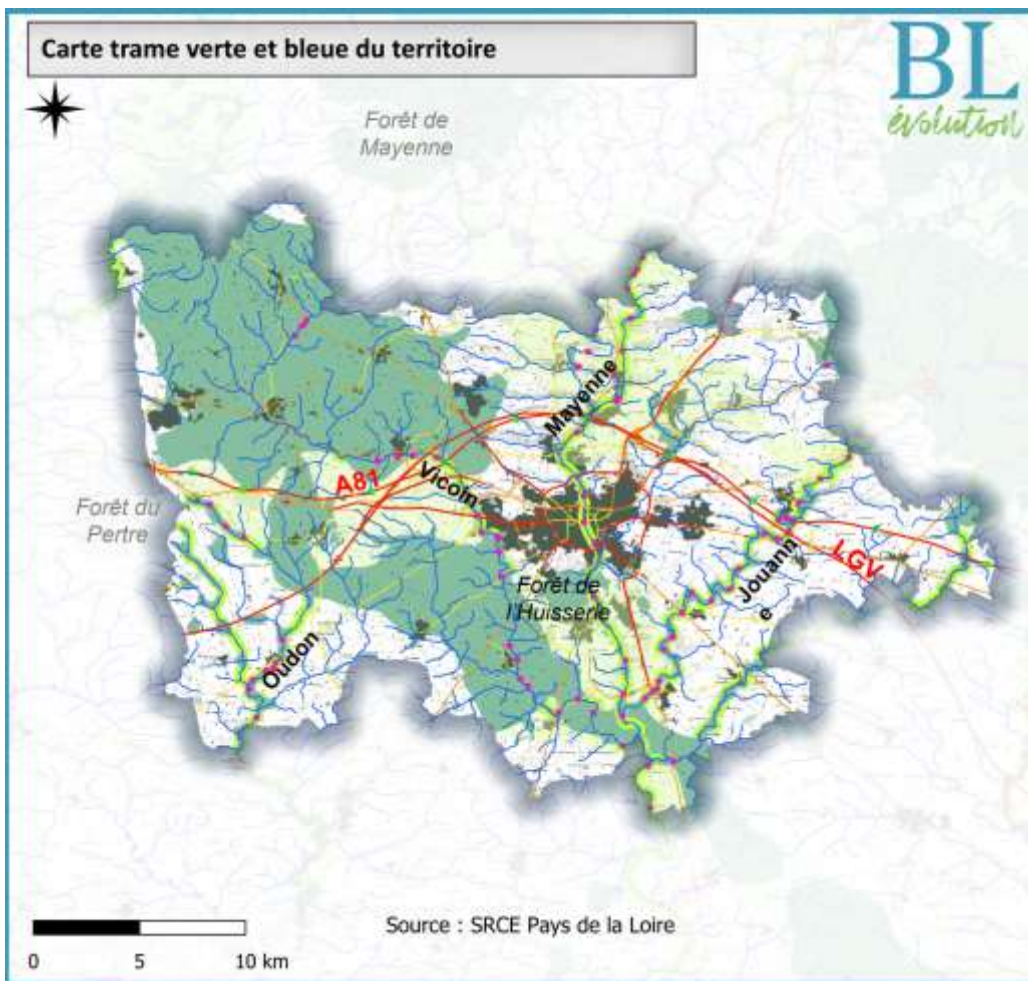 Carte trame verte et bleue du territoire
BL
évolution
Forêt de
Mayenne
Mayenne
A81
Vicoin
Forêt du
Pertre
LGV
Jouann
e
Forêt de
l'Huisserie
Oudon
Source : SRCE Pays de la Loire
0 5 10 km